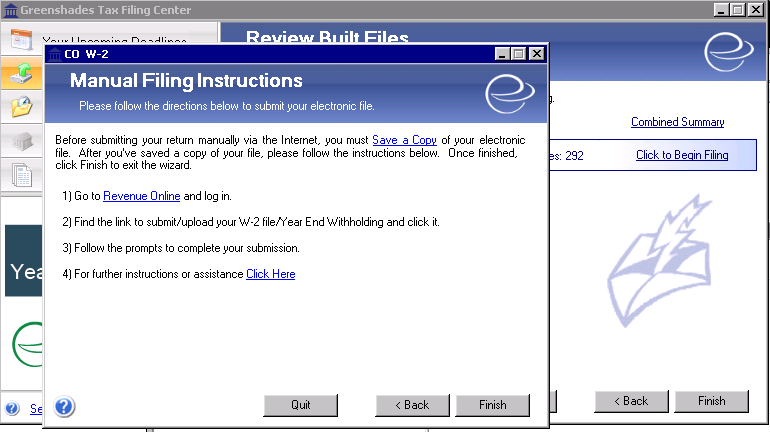 Greenshades Tax Filing Center
Your Upcoming Deadlines
Review Built Files
CO W-2
Manual Filing Instructions
Please follow the directions below to submit your electronic file.
Before submitting your return manually via the Internet, you must Save a Copy of your electronic
file. After you've saved a copy of your file, please follow the instructions below. Once finished,
click Finish to exit the wizard.
1) Go to Revenue Online and log in.
2) Find the link to submit/upload your W-2 file/Year End Withholding and click it.
3) Follow the prompts to complete your submission.
4) For further instructions or assistance Click Here
Quit
< Back
Finish
Combined Summary
es: 292
Click to Begin Filing
Yea
Se
< Back
Finish